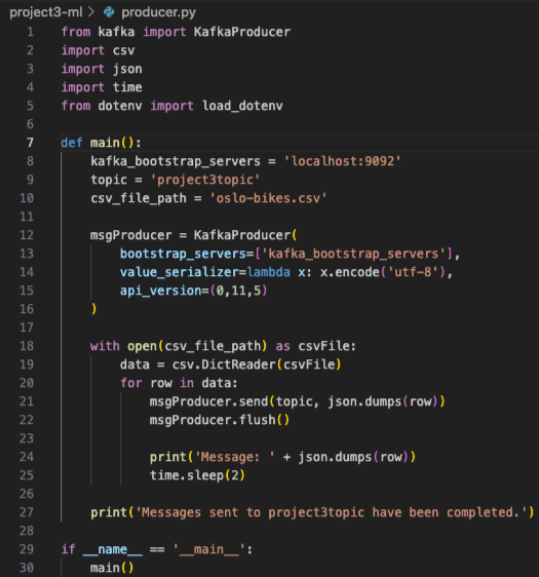 project3-ml > producer.py
1 from kafka import KafkaProducer
2 import csv
3 import json
4 import time
5 from dotenv import load_dotenv
6
7 def main():
8     kafka_bootstrap_servers = 'localhost:9092'
9     topic = 'project3topic'
10     csv_file_path = 'oslo-bikes.csv'
11
12     msgProducer = KafkaProducer(
13         bootstrap_servers=['kafka_bootstrap_servers'],
14         value_serializer=lambda x: x.encode('utf-8'),
15         api_version=(0,11,5)
16     )
17
18     with open(csv_file_path) as csvFile:
19         data = csv.DictReader(csvFile)
20         for row in data:
21             msgProducer.send(topic, json.dumps(row))
22             msgProducer.flush()
23
24             print('Message: ' + json.dumps(row))
25             time.sleep(2)
26
27     print('Messages sent to project3topic have been completed.')
28
29 if __name__ == '__main__':
30     main()